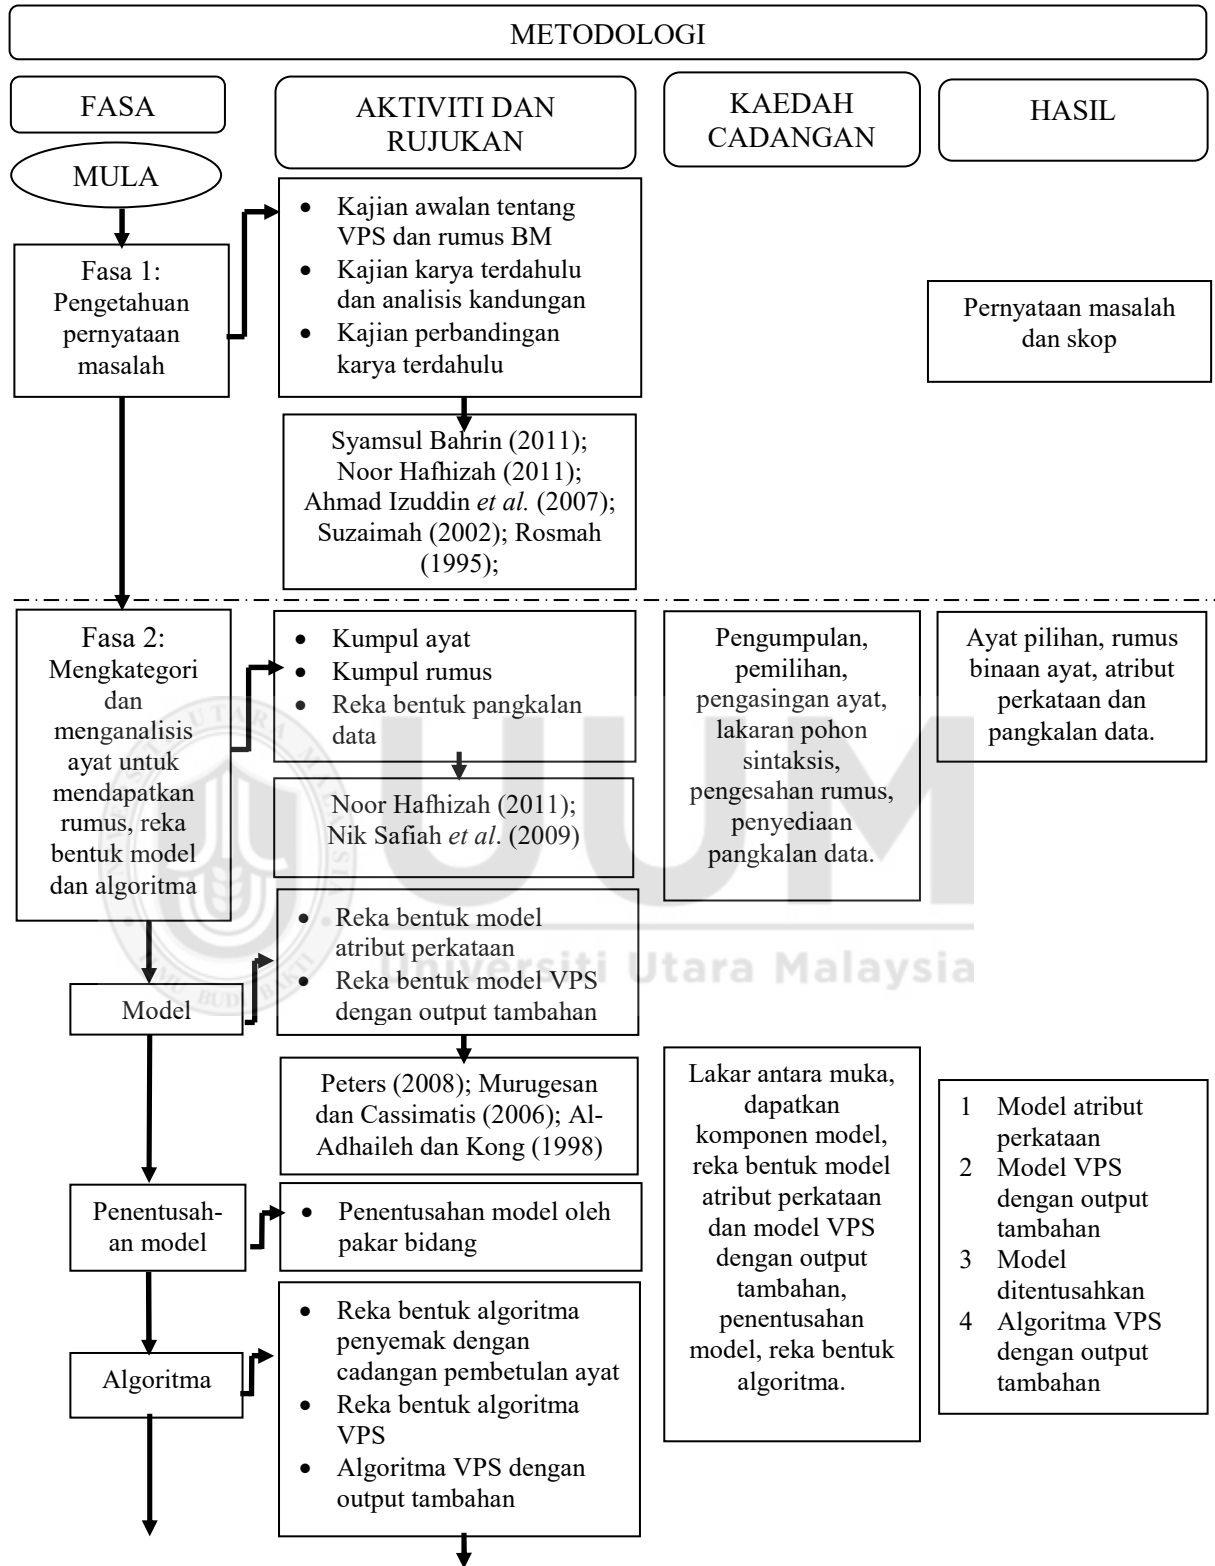 METODOLOGI
FASA
AKTIVITI DAN
RUJUKAN
KAEDAH
CADANGAN
HASIL
MULA
Fasa 1:
Pengetahuan
pernyataan
masalah
• Kajian awalan tentang
VPS dan rumus BM
• Kajian karya terdahulu
dan analisis kandungan
• Kajian perbandingan
karya terdahulu
Pernyataan masalah
dan skop
Syamsul Bahrin (2011);
Noor Hafhizah (2011);
Ahmad Izuddin et al. (2007);
Suzaimah (2002); Rosmah
(1995);
Fasa 2:
Mengkategori
dan
menganalisis
ayat untuk
mendapatkan
rumus, reka
bentuk model
dan algoritma
• Kumpul ayat
• Kumpul rumus
• Reka bentuk pangkalan
data
Noor Hafhizah (2011);
Nik Safiah et al. (2009)
Pengumpulan,
pemilihan,
pengasingan ayat,
lakaran pohon
sintaksis,
pengesahan rumus,
penyediaan
pangkalan data.
Ayat pilihan, rumus
binaan ayat, atribut
perkataan dan
pangkalan data.
Model
• Reka bentuk model
atribut perkataan
• Reka bentuk model VPS
dengan output tambahan
Peters (2008); Murugesan
dan Cassimatis (2006); Al-
Adhaileh dan Kong (1998)
Penentusah-
an model
• Penentusahan model oleh
pakar bidang
Algoritma
• Reka bentuk algoritma
penyemak dengan
cadangan pembetulan ayat
• Reka bentuk algoritma
VPS
• Algoritma VPS dengan
output tambahan
Lakar antara muka,
dapatkan
komponen model,
reka bentuk model
atribut perkataan
dan model VPS
dengan output
tambahan,
penentusahan
model, reka bentuk
algoritma.
1 Model atribut
perkataan
2 Model VPS
dengan output
tambahan
3 Model
ditentusahkan
4 Algoritma VPS
dengan output
tambahan
UUM
Universiti Utara Malaysia